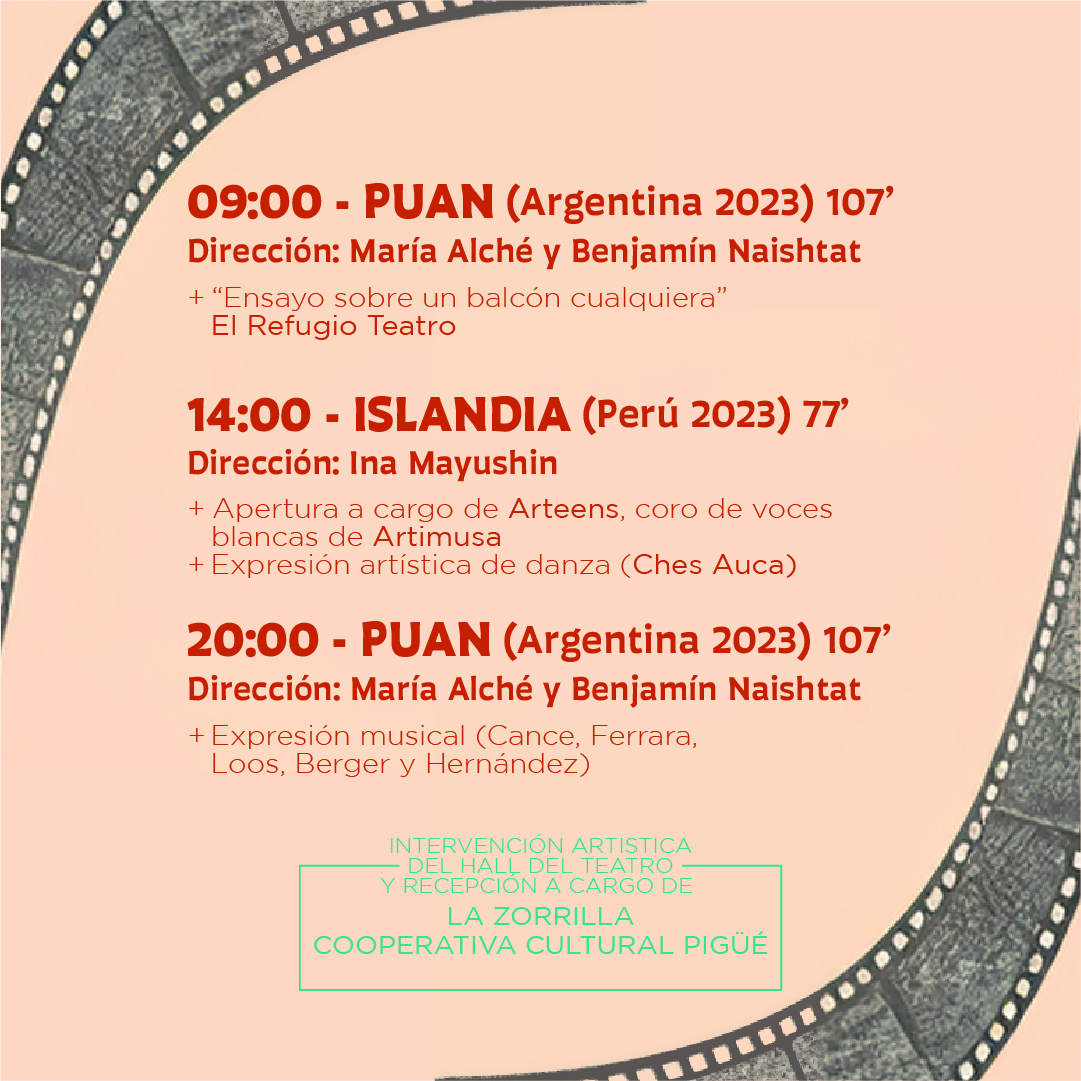 09:00 - PUAN (Argentina 2023) 107’
Dirección: María Alché y Benjamín Naishtat
+ “Ensayo sobre un balcón cualquiera”
El Refugio Teatro
14:00 - ISLANDIA (Perú 2023) 77’
Dirección: Ina Mayushin
+ Apertura a cargo de Arteens, coro de voces
blancas de Artimusa
+ Expresión artística de danza (Ches Auca)
20:00 - PUAN (Argentina 2023) 107’
Dirección: María Alché y Benjamín Naishtat
+ Expresión musical (Cance, Ferrara,
Loos, Berger y Hernández)
INTERVENCIÓN ARTISTICA
DEL HALL DEL TEATRO
Y RECEPCIÓN A CARGO DE
LA ZORRILLA
COOPERATIVA CULTURAL PIGÜÉ